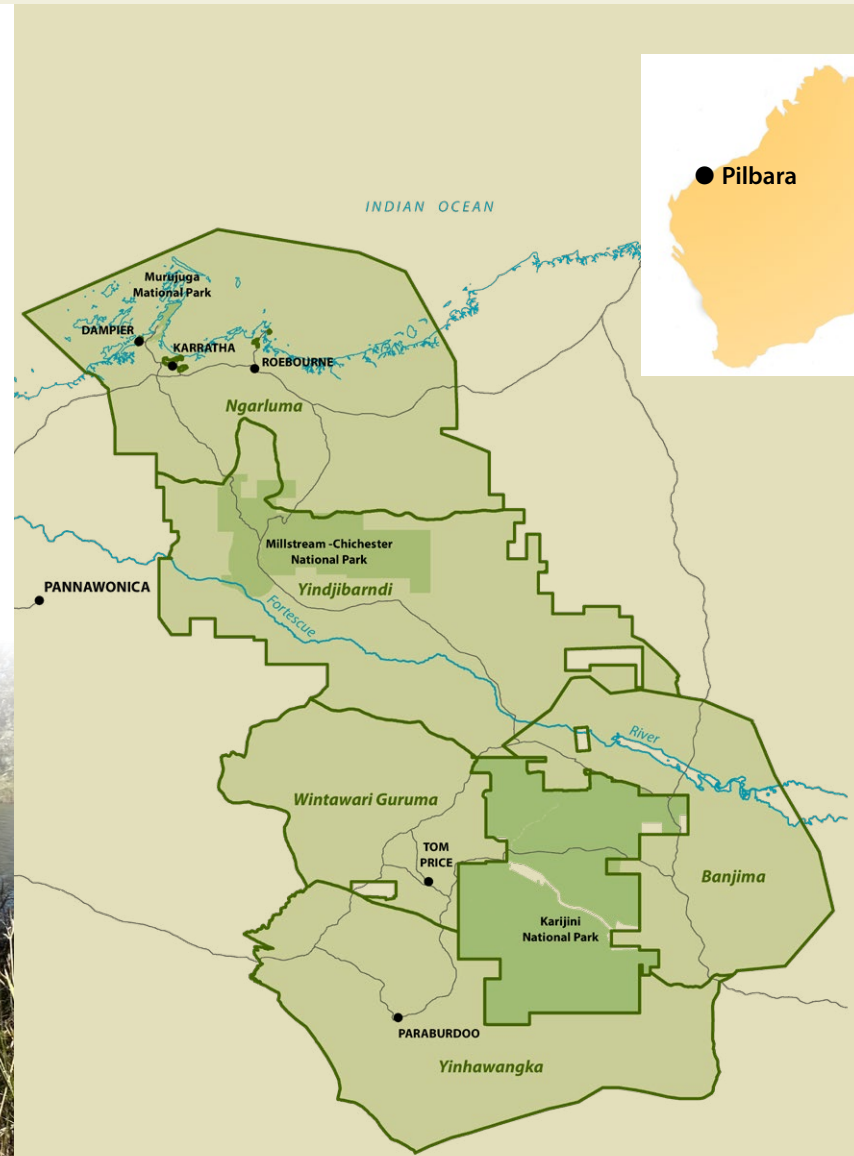 INDIAN OCEAN
Pilbara
Murujuga
Mational Park
DAMPIER
KARRATHA
ROEBOURNE
Ngarluma
Millstream -Chichester
National Park
Yindjibarndi
PANNAWONICA
Fortescue
River
Wintawari Guruma
TOM
PRICE
Banjima
Karijini
National Park
PARABURDOO
Yinhawangka